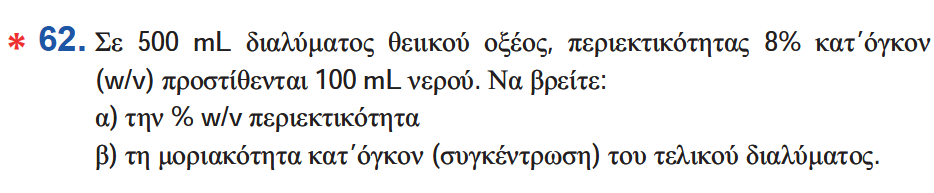 * 62. Σε 500 mL διαλύματος θειικού οξέος, περιεκτικότητας 8% κατ΄όγκον
(w/v) προστίθενται 100 mL νερού. Να βρείτε:
α) την % w/v περιεκτικότητα
β) τη μοριακότητα κατ΄όγκον (συγκέντρωση) του τελικού διαλύματος.